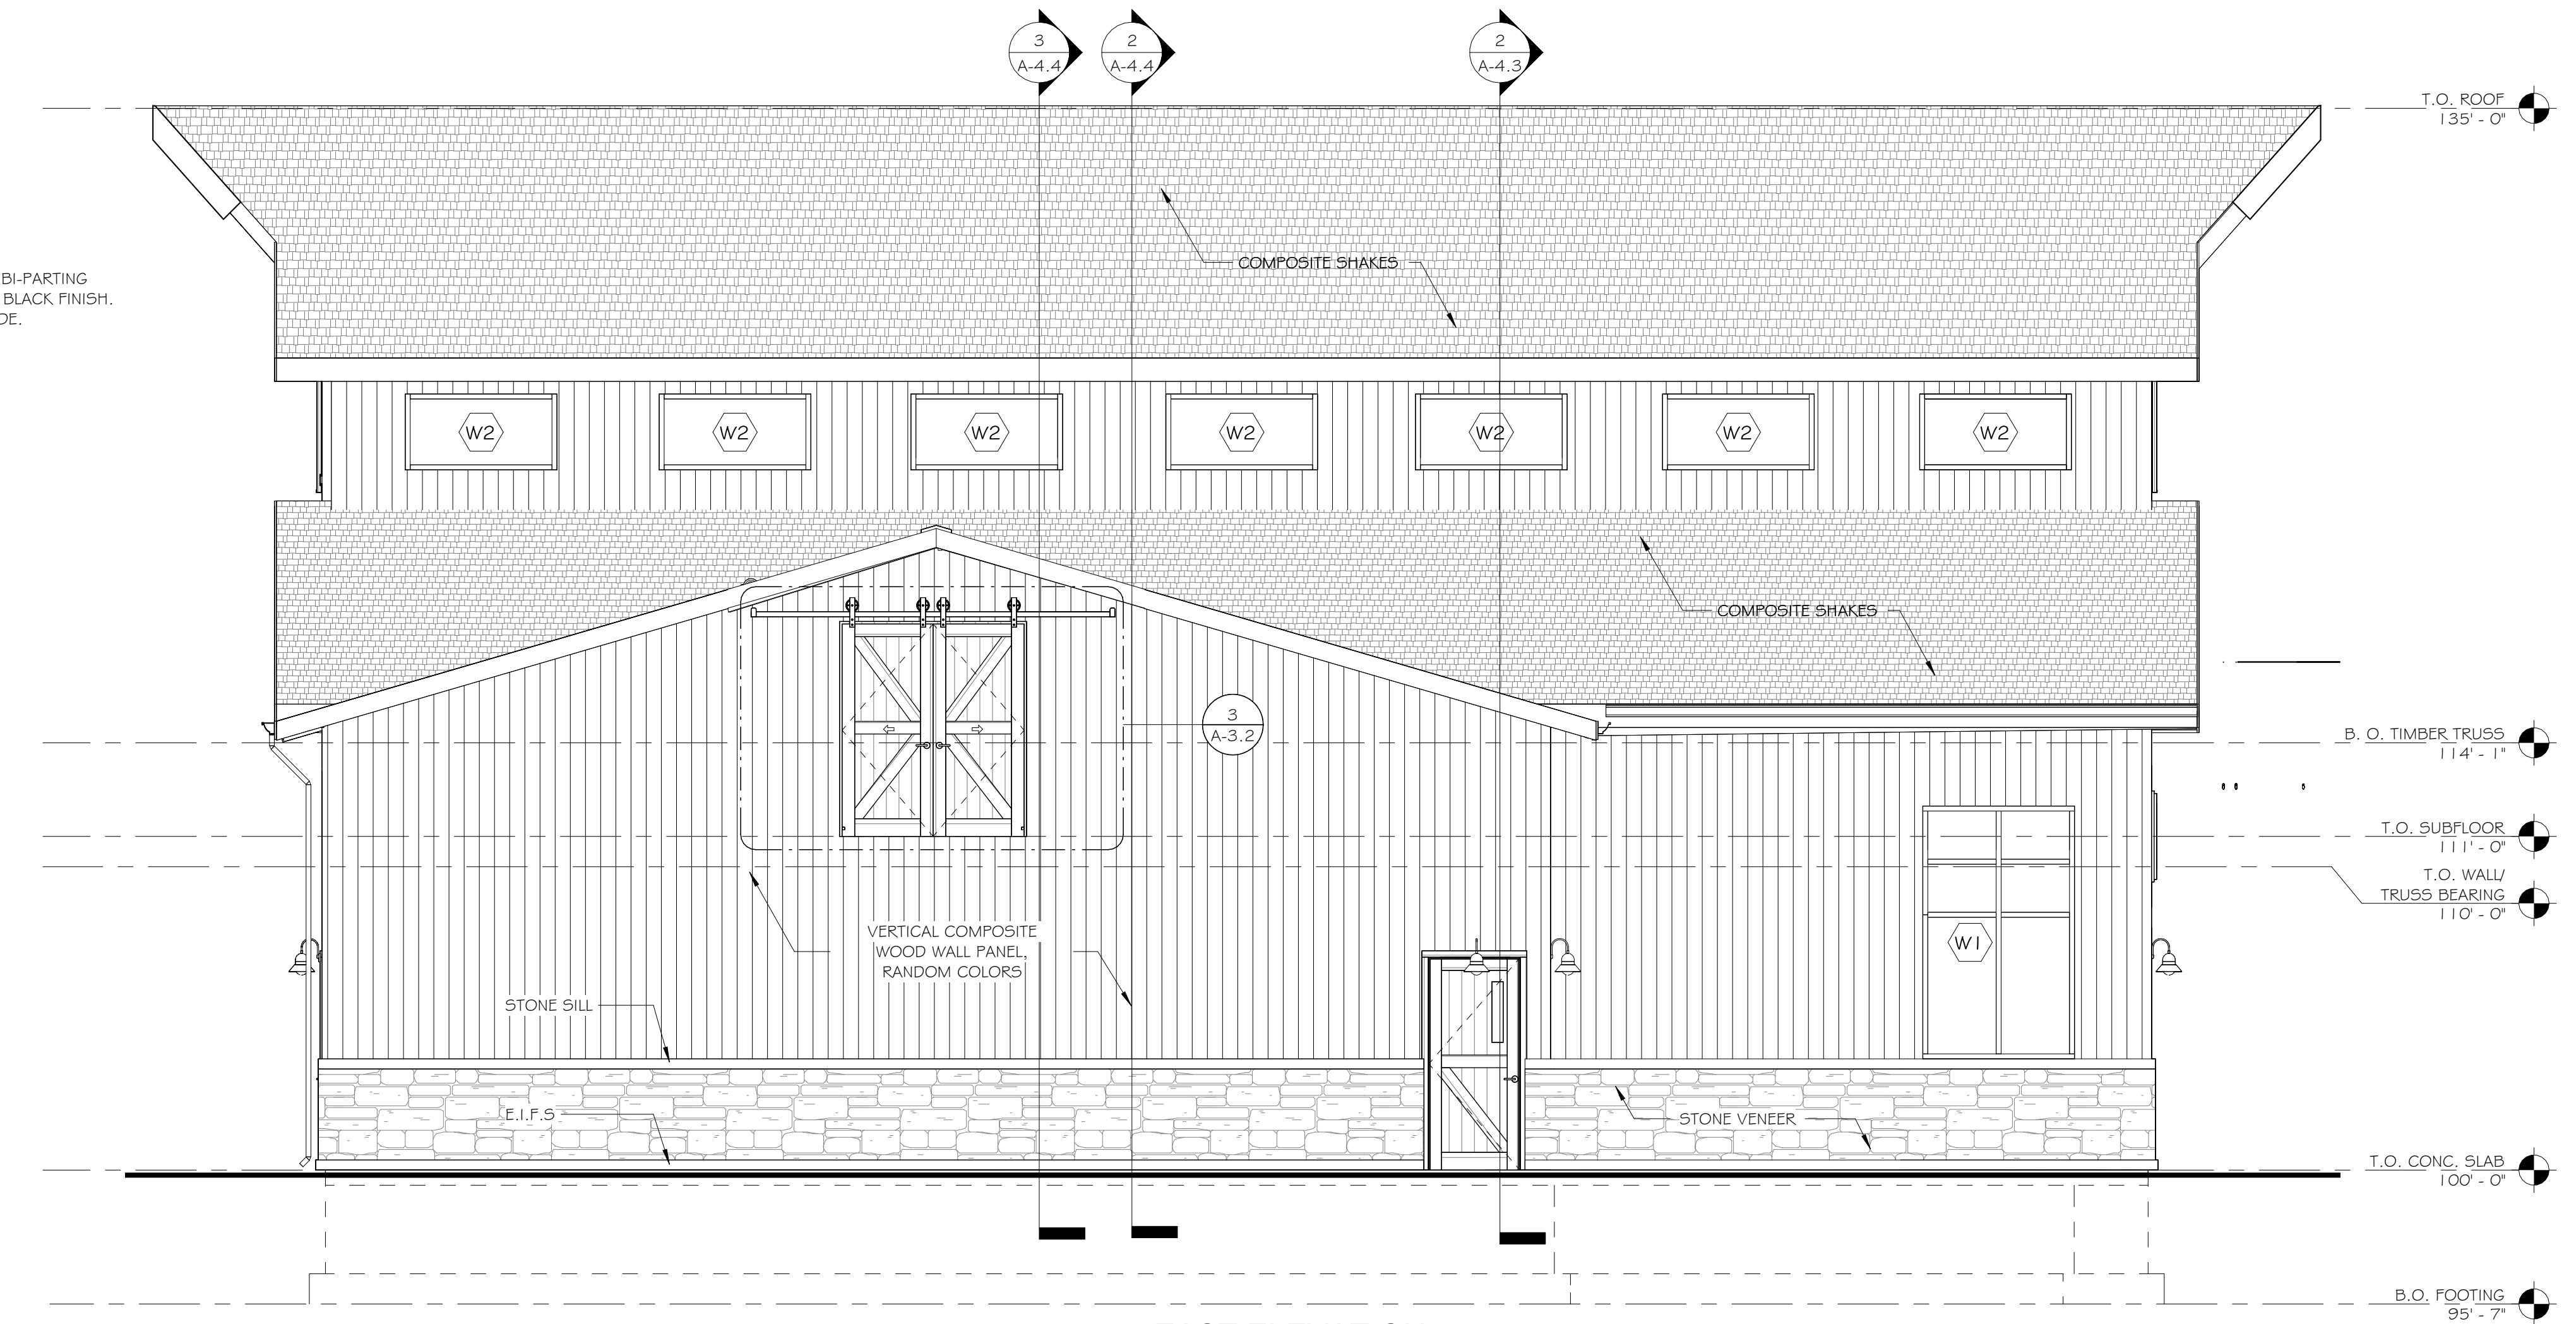 3
A-4.4
2
A-4.4
2
A-4.3
T.O. ROOF
135' - 0"
BI-PARTING
BLACK FINISH.
COMPOSITE SHAKES
W2
W2
W2
W2
W2
W2
W2
COMPOSITE SHAKES
3
A-3.2
B. O. TIMBER TRUSS
114' - 1"
T.O. SUBFLOOR
111' - 0"
T.O. WALL/
TRUSS BEARING
110' - 0"
VERTICAL COMPOSITE
WOOD WALL PANEL,
RANDOM COLORS
W1
STONE SILL
E.I.F.S
STONE VENEER
T.O. CONC. SLAB
100' - 0"
B.O. FOOTING
95' - 7"